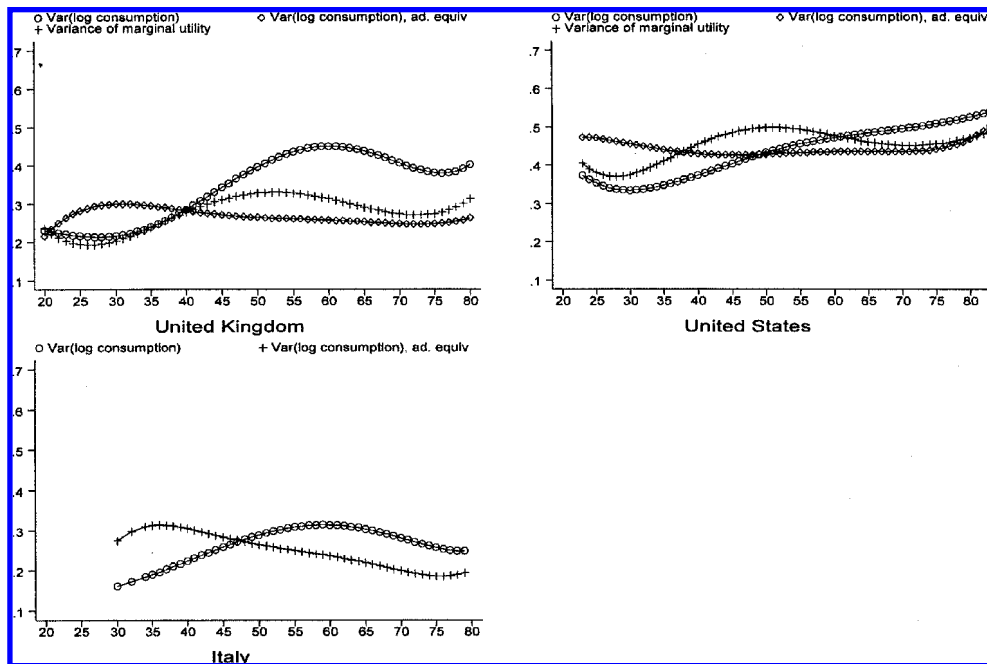 Var(log consumption) Var(log consumption), ad. equiv
Variance of marginal utility
.7
.6
.5
.4
.3
.2
.1
20 25 30 35 40 45 50 55 60 65 70 75 80
United Kingdom
Var(log consumption) Var(log consumption), ad. equiv
Variance of marginal utility
.7
.6
.5
.4
.3
.2
.1
20 25 30 35 40 45 50 55 60 65 70 75 80
United States
Var(log consumption) Var(log consumption), ad. equiv
.7
.6
.5
.4
.3
.2
.1
20 25 30 35 40 45 50 55 60 65 70 75 80
Italy